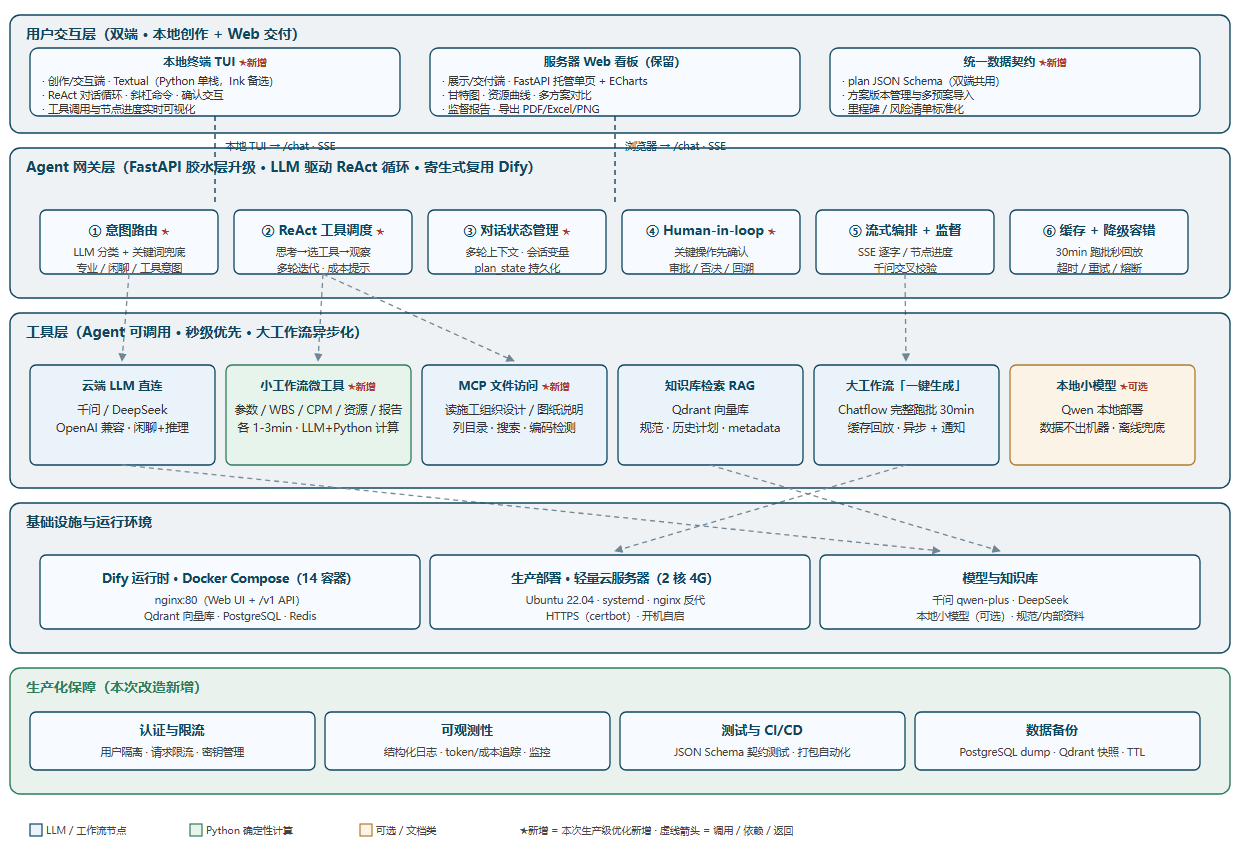 用户交互层（双端 • 本地创作 + Web 交付）
本地终端 TUI ★新增
· 创作/交互端 · Textual（Python 单栈，Ink 备选）
· ReAct 对话循环 · 斜杠命令 · 确认交互
· 工具调用与节点进度实时可视化
服务器 Web 看板（保留）
· 展示/交付端 · FastAPI 托管单页 + ECharts
· 甘特图 · 资源曲线 · 多方案对比
· 监督报告 · 导出 PDF/Excel/PNG
统一数据契约 ★新增
· plan JSON Schema（双端共用）
· 方案版本管理与多预案导入
· 里程碑 / 风险清单标准化
本地 TUI → /chat · SSE
浏览器 → /chat · SSE
Agent 网关层（FastAPI 胶水层升级 • LLM 驱动 ReAct 循环 • 寄生式复用 Dify）
① 意图路由 ★
LLM 分类 + 关键词兜底
专业 / 闲聊 / 工具意图
② ReAct 工具调度 ★
思考→选工具→观察
多轮迭代 · 成本提示
③ 对话状态管理 ★
多轮上下文 · 会话变量
plan_state 持久化
④ Human-in-loop ★
关键操作先确认
审批 / 否决 / 回溯
⑤ 流式编排 + 监督
SSE 逐字 / 节点进度
千问交叉校验
⑥ 缓存 + 降级容错
30min 跑批秒回放
超时 / 重试 / 熔断
工具层（Agent 可调用 • 秒级优先 • 大工作流异步化）
云端 LLM 直连
千问 / DeepSeek
OpenAI 兼容 · 闲聊+推理
小工作流微工具 ★新增
参数 / WBS / CPM / 资源 / 报告
各 1-3min · LLM+Python 计算
MCP 文件访问 ★新增
读施工组织设计 / 图纸说明
列目录 · 搜索 · 编码检测
知识库检索 RAG
Qdrant 向量库
规范 · 历史计划 · metadata
大工作流「一键生成」
Chatflow 完整跑批 30min
缓存回放 · 异步 + 通知
本地小模型 ★可选
Qwen 本地部署
数据不出机器 · 离线兜底
基础设施与运行环境
Dify 运行时 • Docker Compose（14 容器）
nginx:80（Web UI + /v1 API）
Qdrant 向量库 · PostgreSQL · Redis
生产部署 • 轻量云服务器（2 核 4G）
Ubuntu 22.04 · systemd · nginx 反代
HTTPS（certbot）· 开机自启
模型与知识库
千问 qwen-plus · DeepSeek
本地小模型（可选）· 规范/内部资料
生产化保障（本次改造新增）
认证与限流
用户隔离 · 请求限流 · 密钥管理
可观测性
结构化日志 · token/成本追踪 · 监控
测试与 CI/CD
JSON Schema 契约测试 · 打包自动化
数据备份
PostgreSQL dump · Qdrant 快照 · TTL
LLM / 工作流节点
Python 确定性计算
可选 / 文档类
★新增 = 本次生产级优化新增 · 虚线箭头 = 调用 / 依赖 / 返回